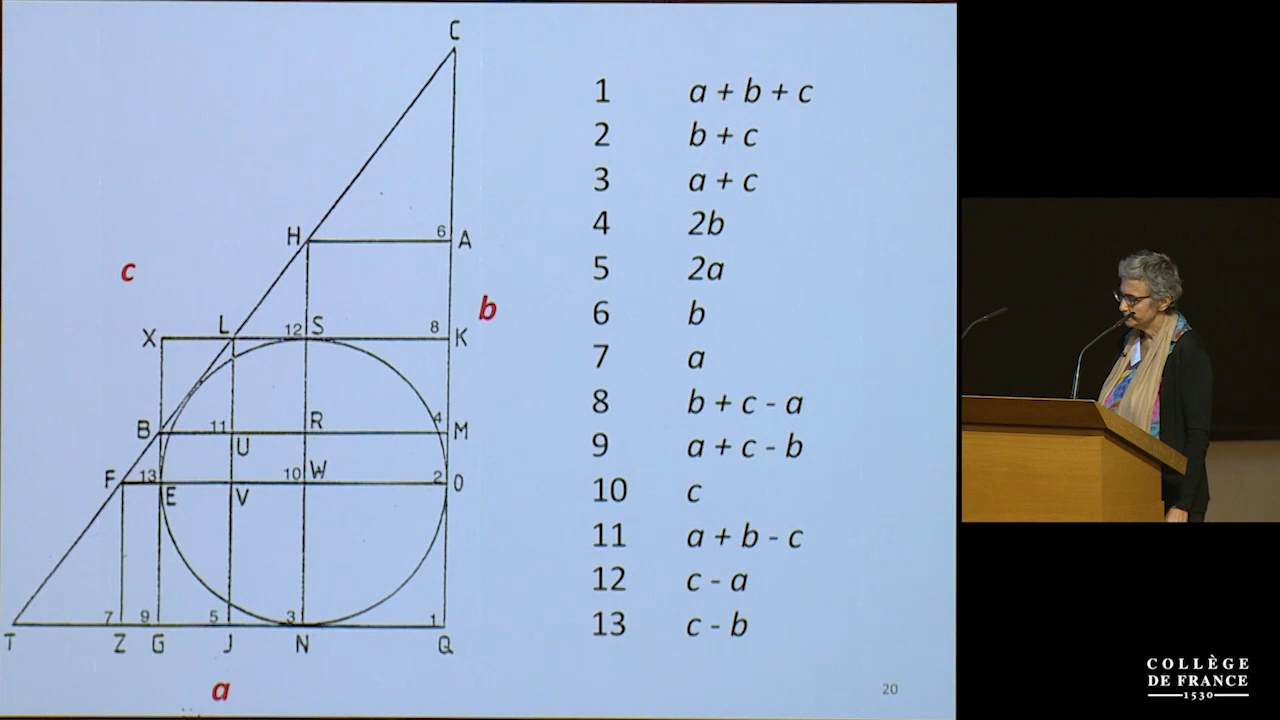 C
H 6 A
c
b
X L 12 S 8 K
B 11 R 4 M
U
F 13 10 W 2 O
E V
7 9 5 3 1
T Z G J N Q
a
1 a + b + c
2 b + c
3 a + c
4 2b
5 2a
6 b
7 a
8 b + c - a
9 a + c - b
10 c
11 a + b - c
12 c - a
13 c - b
20
COLLÈGE
DE FRANCE
1530